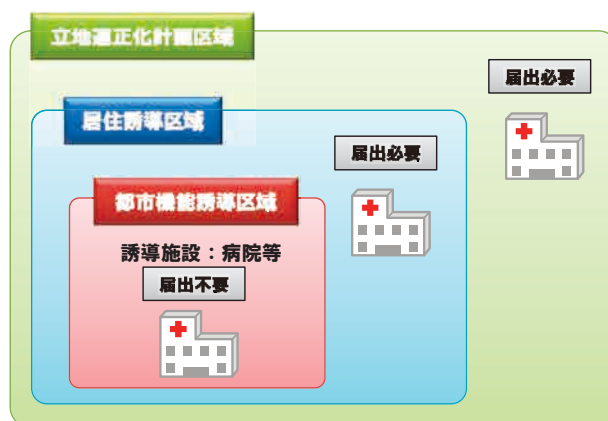 立地適正化計画区域
届出必要
居住誘導区域
届出必要
都市機能誘導区域
誘導施設：病院等
届出不要